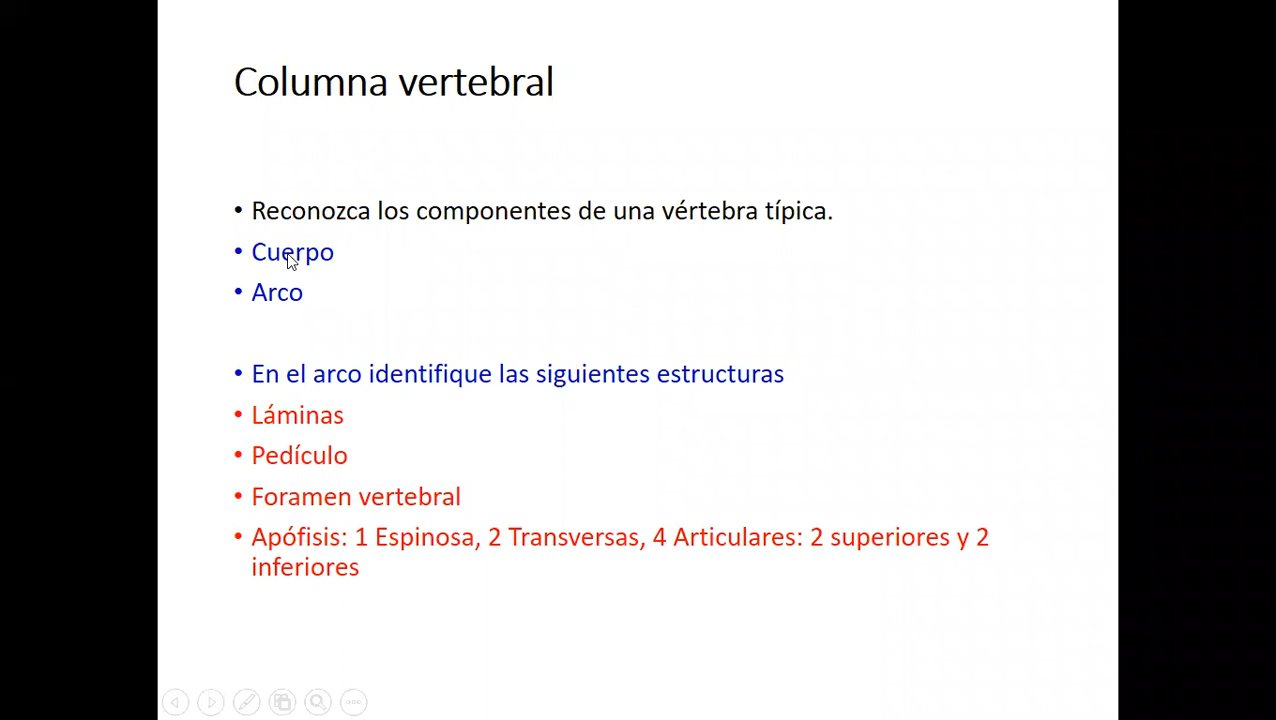 Columna vertebral
• Reconozca los componentes de una vértebra típica.
• Cuerpo
• Arco
• En el arco identifique las siguientes estructuras
• Láminas
• Pedículo
• Foramen vertebral
• Apófisis: 1 Espinosa, 2 Transversas, 4 Articulares: 2 superiores y 2
inferiores